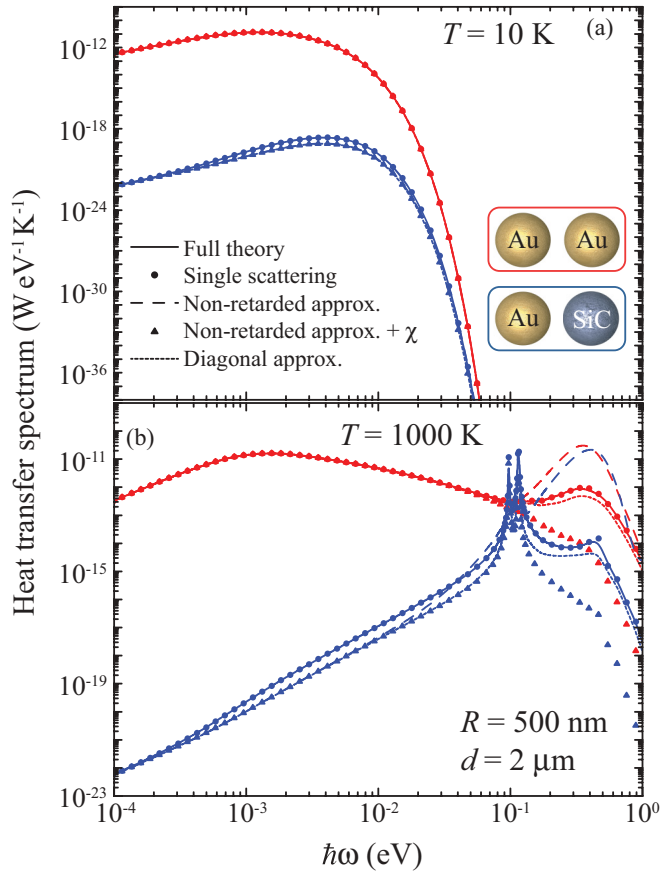 10⁻¹²
10⁻¹⁸
10⁻²⁴
10⁻³⁰
10⁻³⁶
T = 10 K
(a)
Full theory
Single scattering
Non-retarded approx.
Non-retarded approx. + χ
Diagonal approx.
Au Au
Au SiC
Heat transfer spectrum (W eV⁻¹K⁻¹)
(b)
T = 1000 K
10⁻¹¹
10⁻¹⁵
10⁻¹⁹
10⁻²³
R = 500 nm
d = 2 μm
10⁻⁴ 10⁻³ 10⁻² 10⁻¹ 10⁰
ℏω (eV)